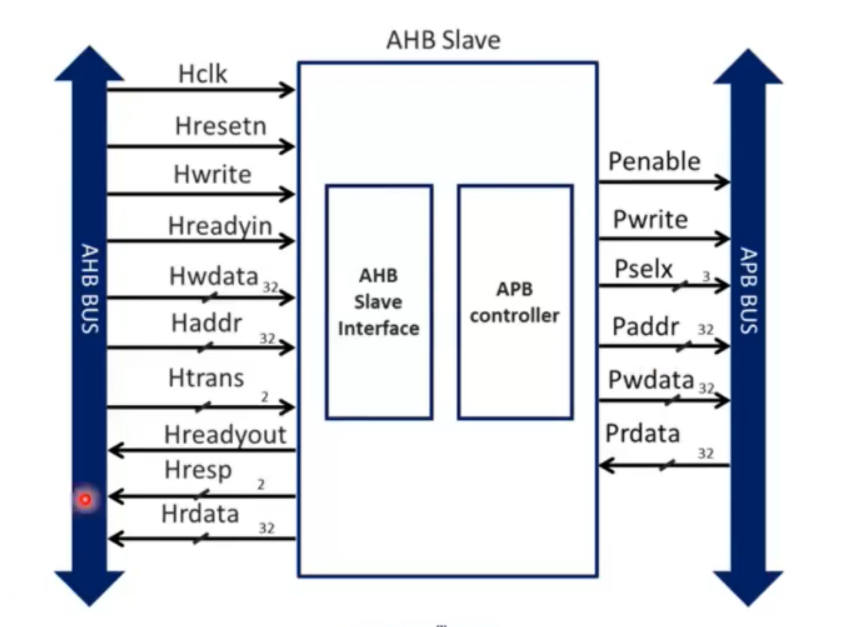 AHB Slave
Hclk
Hresetn
Hwrite
Hreadyin
Hwdata 32
Haddr 32
Htrans 2
Hreadyout
Hresp 2
Hrdata 32
AHB BUS
AHB
Slave
Interface
APB
controller
Penable
Pwrite
Pselx 3
Paddr 32
Pwdata 32
Prdata 32
APB BUS